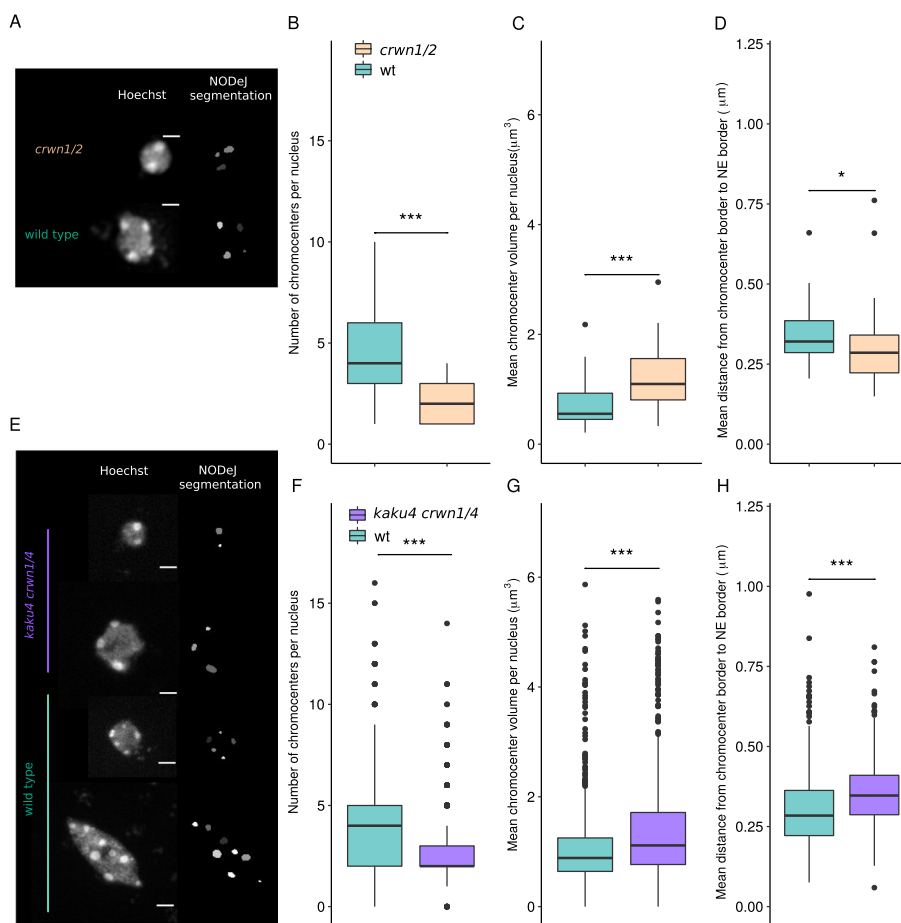 A
Hoechst
NODeJ
segmentation
crwn1/2
wild type
B
crwn1/2
wt
Number of chromocenters per nucleus
15
10
5
0
***
C
Mean chromocenter volume per nucleus(μm³)
6
4
2
0
***
D
Mean distance from chromocenter border to NE border ( μm)
1.25
1.00
0.75
0.50
0.25
0.00
*
E
Hoechst
NODeJ
segmentation
kaku4 crwn1/4
wild type
F
kaku4 crwn1/4
wt
Number of chromocenters per nucleus
15
10
5
0
***
G
Mean chromocenter volume per nucleus (μm³)
6
4
2
0
***
H
Mean distance from chromocenter border to NE border ( μm)
1.25
1.00
0.75
0.50
0.25
0.00
***